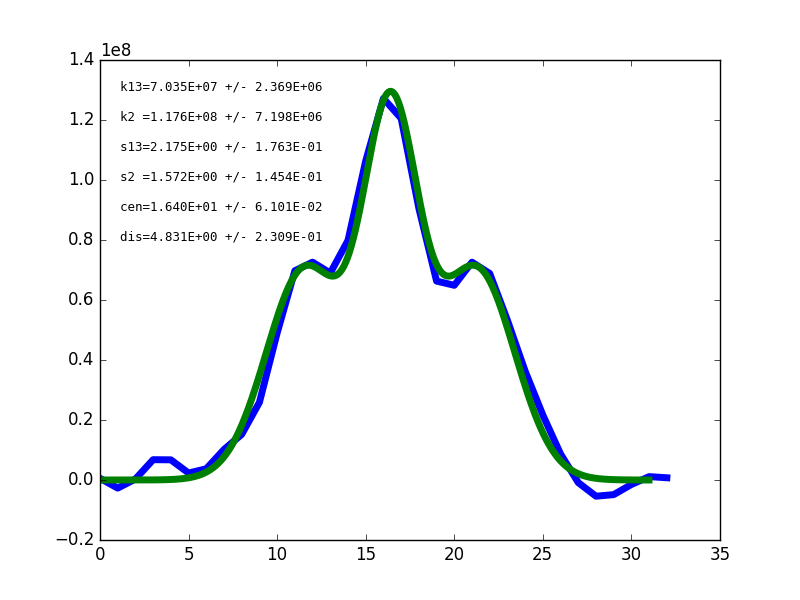 1e8
1.4
1.2
1.0
0.8
0.6
0.4
0.2
0.0
−0.2
k13=7.035E+07 +/- 2.369E+06
k2 =1.176E+08 +/- 7.198E+06
s13=2.175E+00 +/- 1.763E-01
s2 =1.572E+00 +/- 1.454E-01
cen=1.640E+01 +/- 6.101E-02
dis=4.831E+00 +/- 2.309E-01
0 5 10 15 20 25 30 35